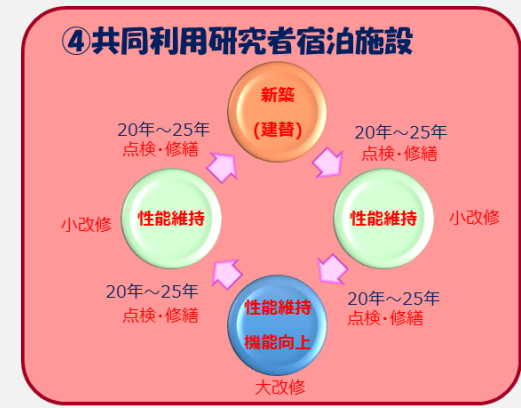 ④共同利用研究者宿泊施設
新築
(建替)
20年～25年
点検・修繕
20年～25年
点検・修繕
小改修
性能維持
性能維持
小改修
20年～25年
点検・修繕
性能維持
機能向上
20年～25年
点検・修繕
大改修